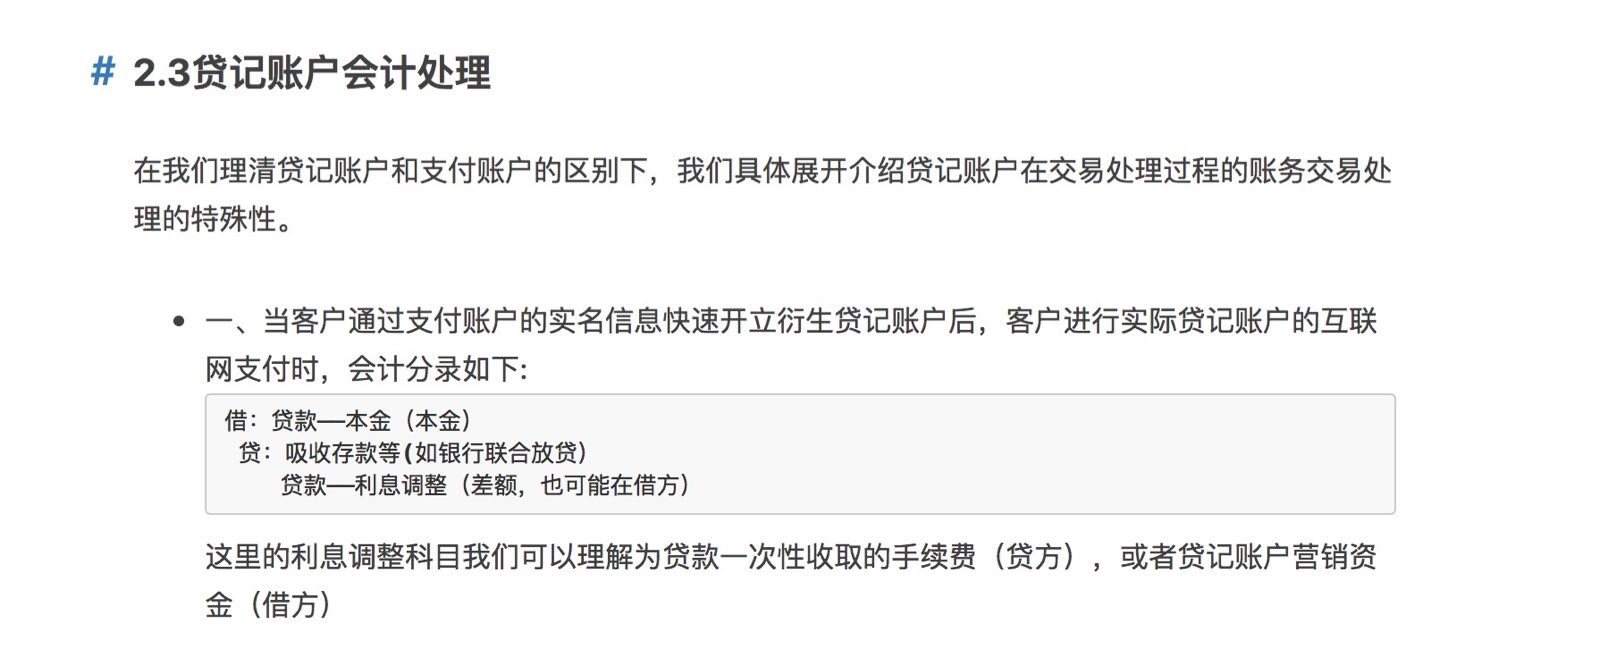 # 2.3贷记账户会计处理
在我们理清贷记账户和支付账户的区别下，我们具体展开介绍贷记账户在交易处理过程的账务交易处
理的特殊性。
• 一、当客户通过支付账户的实名信息快速开立衍生贷记账户后，客户进行实际贷记账户的互联
网支付时，会计分录如下:
借：贷款——本金（本金）
贷：吸收存款等(如银行联合放贷）
贷款——利息调整（差额，也可能在借方）
这里的利息调整科目我们可以理解为贷款一次性收取的手续费（贷方），或者贷记账户营销资
金（借方）